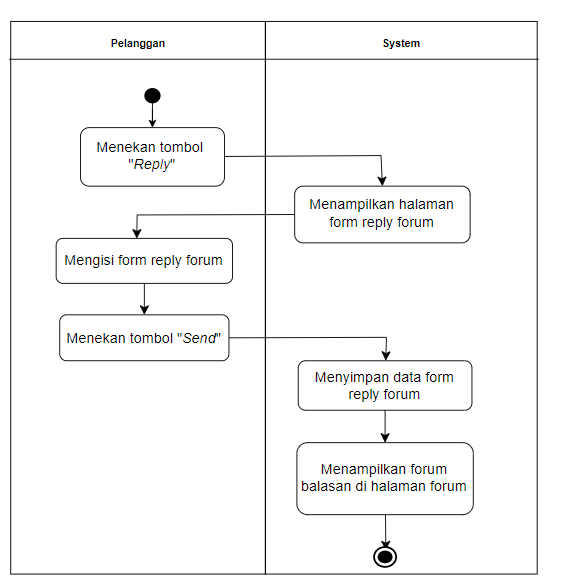 Pelanggan
System
Menekan tombol
"Reply"
Menampilkan halaman
form reply forum
Mengisi form reply forum
Menekan tombol "Send"
Menyimpan data form
reply forum
Menampilkan forum
balasan di halaman forum